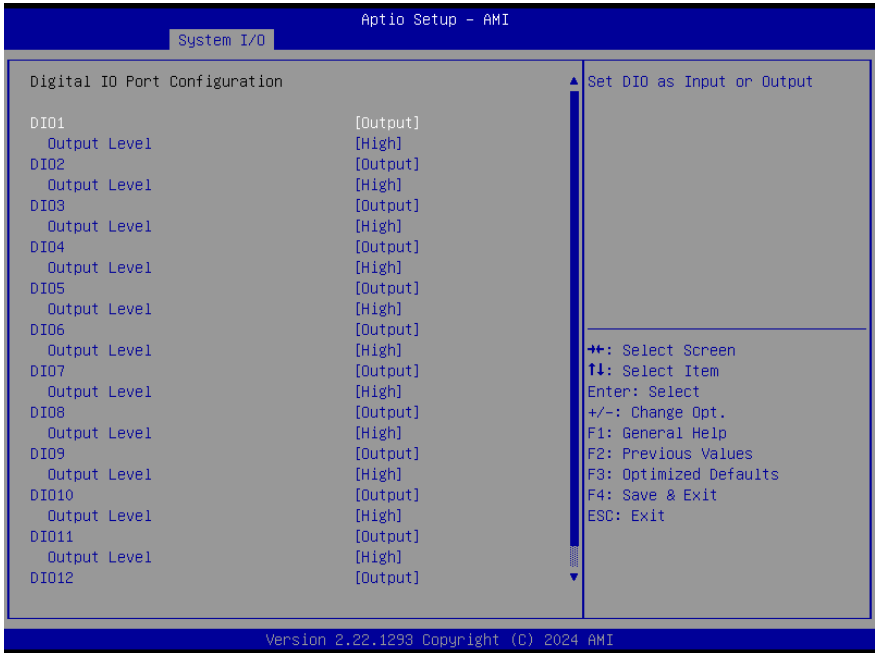 Aptio Setup – AMI
System I/O
Digital IO Port Configuration
DIO1 [Output]
Output Level [High]
DIO2 [Output]
Output Level [High]
DIO3 [Output]
Output Level [High]
DIO4 [Output]
Output Level [High]
DIO5 [Output]
Output Level [High]
DIO6 [Output]
Output Level [High]
DIO7 [Output]
Output Level [High]
DIO8 [Output]
Output Level [High]
DIO9 [Output]
Output Level [High]
DIO10 [Output]
Output Level [High]
DIO11 [Output]
Output Level [High]
DIO12 [Output]
Set DIO as Input or Output
→←: Select Screen
↑↓: Select Item
Enter: Select
+/-: Change Opt.
F1: General Help
F2: Previous Values
F3: Optimized Defaults
F4: Save & Exit
ESC: Exit
Version 2.22.1293 Copyright (C) 2024 AMI